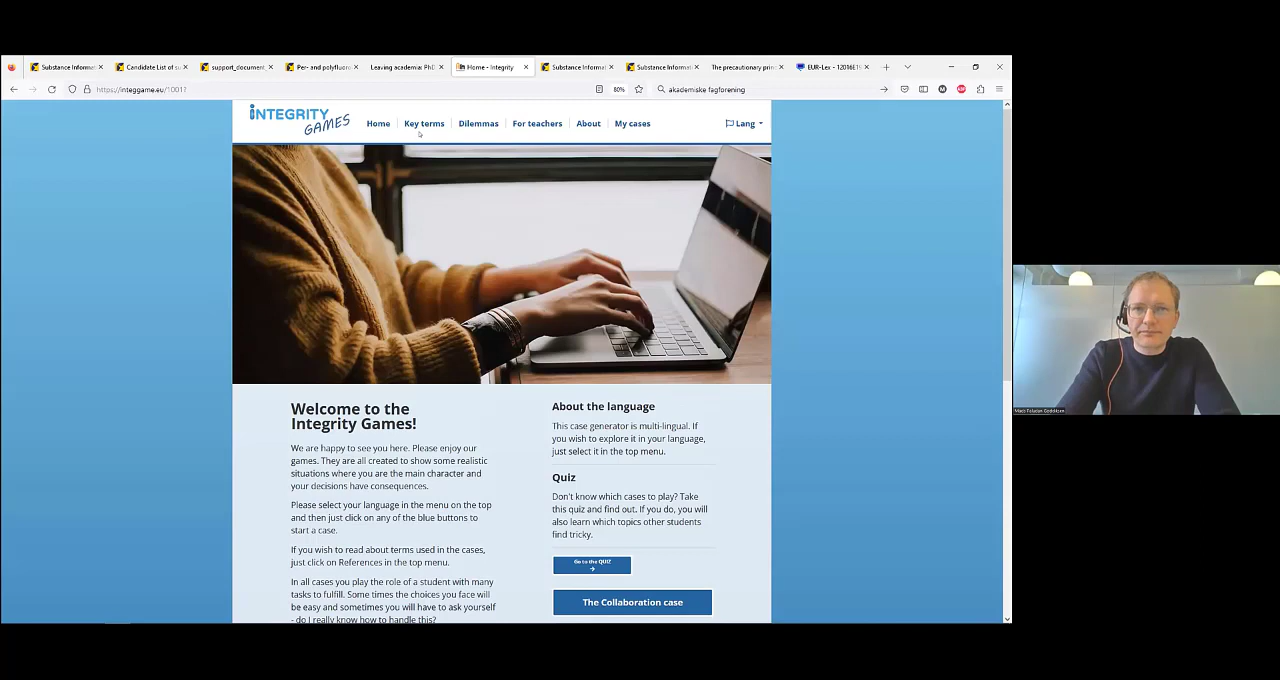 Substance Informat
Candidate List of su
support_document
Per- and polyfluoro
Leaving academia: PhD
Home - Integrity
Substance Informat
Substance Informat
The precautionary prin
EUR-Lex - 12016E19
https://integgame.eu/10017
80%
akademiske fagforening
INTEGRITY
GAMES
Home
Key terms
Dilemmas
For teachers
About
My cases
Lang
Welcome to the
Integrity Games!
We are happy to see you here. Please enjoy our
games. They are all created to show some realistic
situations where you are the main character and
your decisions have consequences.
Please select your language in the menu on the top
and then just click on any of the blue buttons to
start a case.
If you wish to read about terms used in the cases,
just click on References in the top menu.
In all cases you play the role of a student with many
tasks to fulfill. Some times the choices you face will
be easy and sometimes you will have to ask yourself
- do I really know how to handle this?
About the language
This case generator is multi-lingual. If
you wish to explore it in your language,
just select it in the top menu.
Quiz
Don't know which cases to play? Take
this quiz and find out. If you do, you will
also learn which topics other students
find tricky.
Go to the QUIZ
The Collaboration case